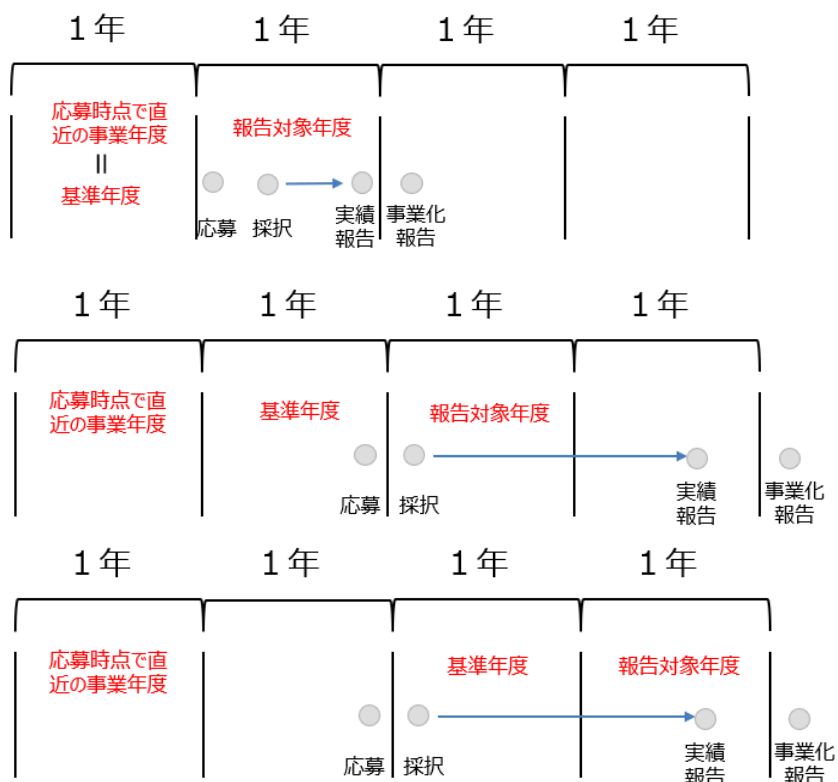 1年 1年 1年 1年
応募時点で直
近の事業年度
||
基準年度
報告対象年度
応募 採択 実績
報告
事業化
報告
1年 1年 1年 1年
応募時点で直
近の事業年度
基準年度
報告対象年度
応募 採択
実績
報告
事業化
報告
1年 1年 1年 1年
応募時点で直
近の事業年度
基準年度
報告対象年度
応募 採択
実績
報告
事業化
報告